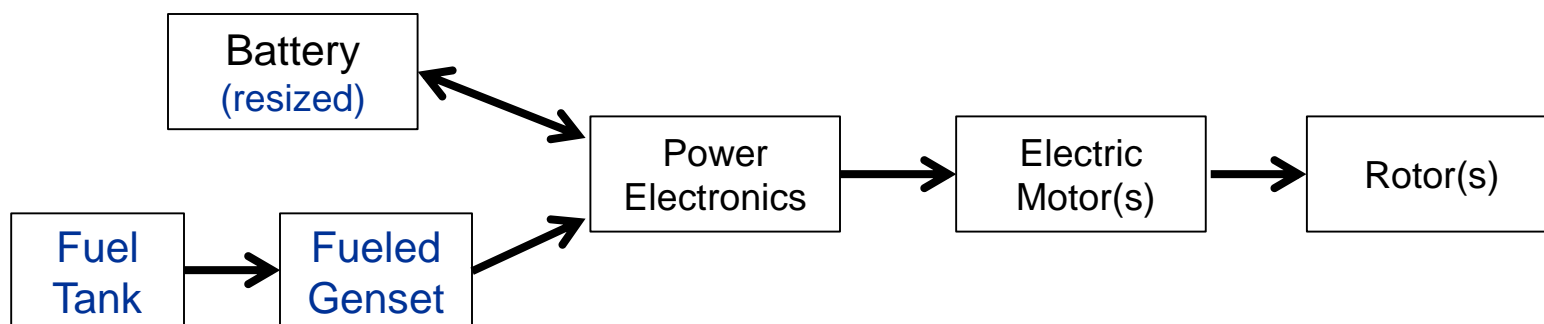 Battery
(resized)
Power
Electronics
Electric
Motor(s)
Rotor(s)
Fuel
Tank
Fueled
Genset